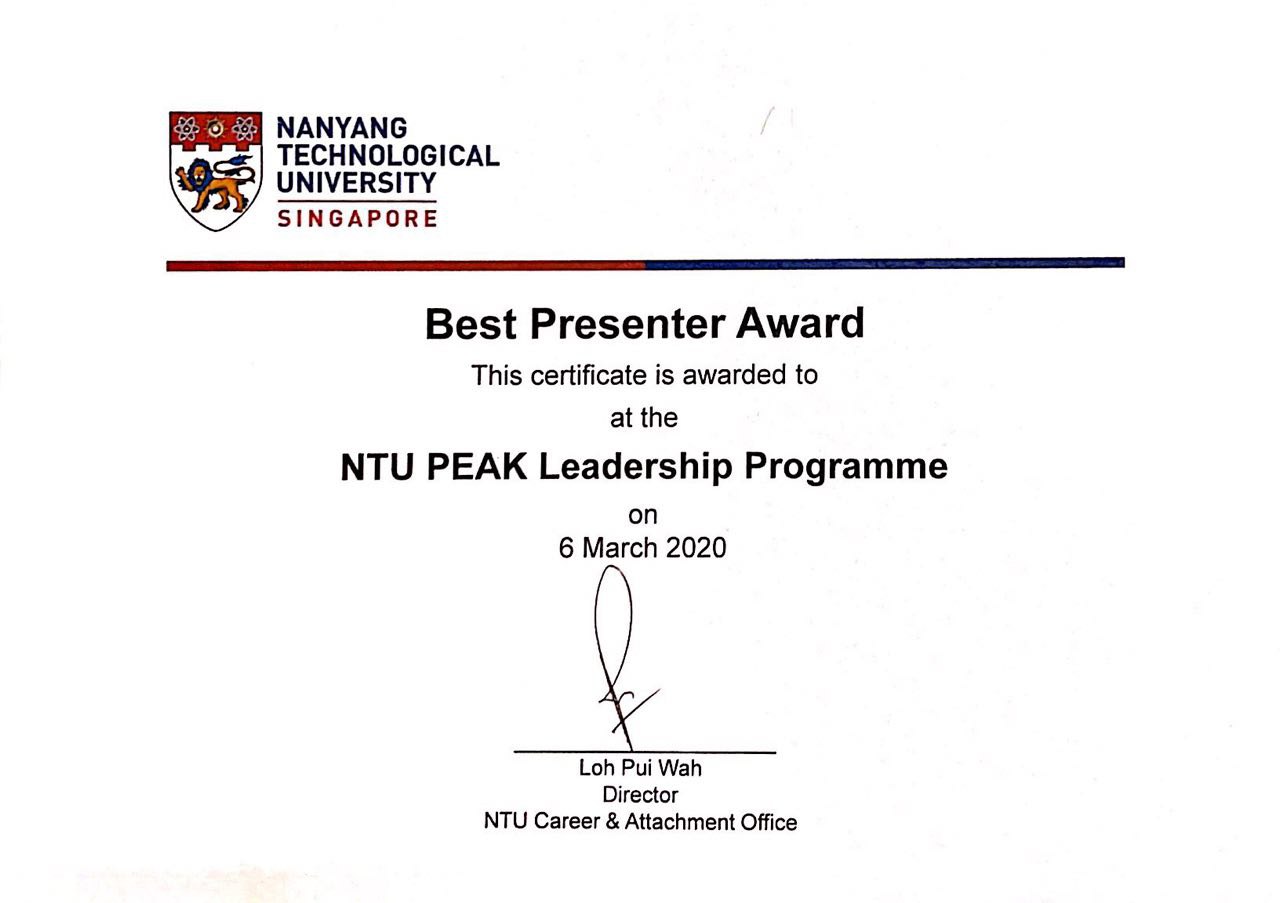 NANYANG
TECHNOLOGICAL
UNIVERSITY
SINGAPORE
Best Presenter Award
This certificate is awarded to
at the
NTU PEAK Leadership Programme
on
6 March 2020
Loh Pui Wah
Director
NTU Career & Attachment Office